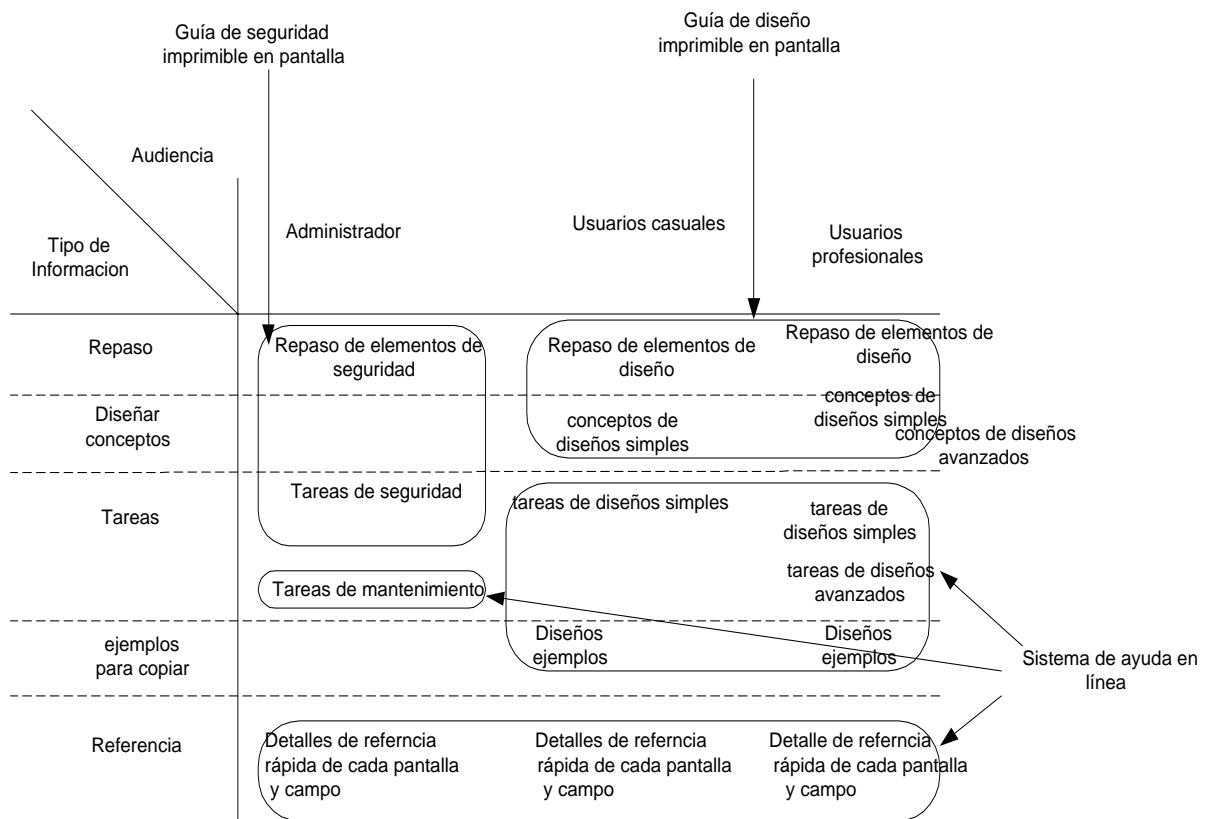 Guía de seguridad
imprimible en pantalla
Guía de diseño
imprimible en pantalla
Audiencia
Tipo de
Informacion
Administrador
Usuarios casuales
Usuarios
profesionales
Repaso
Repaso de elementos de
seguridad
Repaso de elementos de
diseño
Repaso de elementos de
diseño
Diseñar
conceptos
conceptos de
diseños simples
conceptos de
diseños simples
conceptos de diseños
avanzados
Tareas
Tareas de seguridad
tareas de diseños simples
tareas de
diseños simples
Tareas de mantenimiento
tareas de diseños
avanzados
ejemplos
para copiar
Diseños
ejemplos
Diseños
ejemplos
Sistema de ayuda en
línea
Referencia
Detalles de referncia
rápida de cada pantalla
y campo
Detalles de referncia
rápida de cada pantalla
y campo
Detalle de referncia
rápida de cada pantalla
y campo